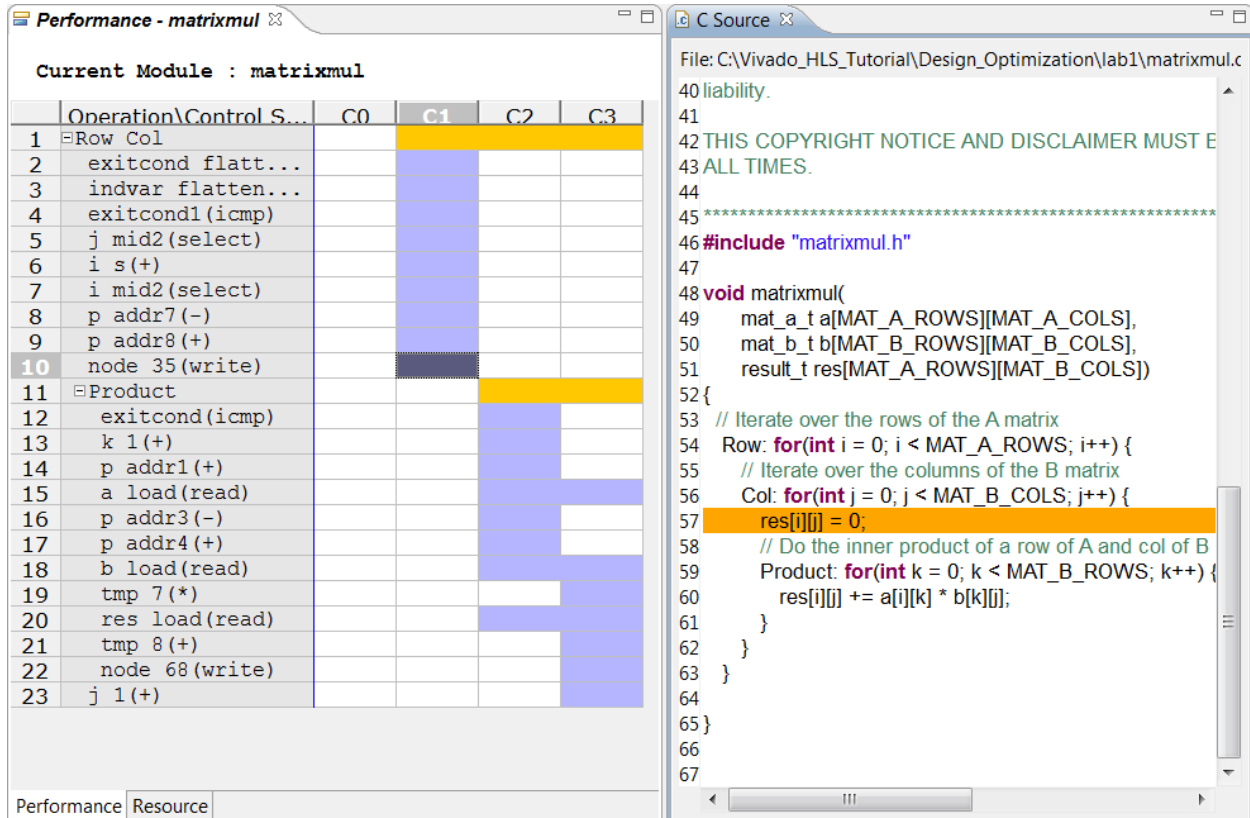 Performance - matrixmul
Current Module : matrixmul
Operation\Control S... C0 C1 C2 C3
1 Row Col
2 exitcond flatt...
3 indvar flatten...
4 exitcond1(icmp)
5 j mid2(select)
6 i s(+)
7 i mid2(select)
8 p addr7(-)
9 p addr8(+)
10 node 35(write)
11 Product
12 exitcond(icmp)
13 k 1(+)
14 p addr1(+)
15 a load(read)
16 p addr3(-)
17 p addr4(+)
18 b load(read)
19 tmp 7(*)
20 res load(read)
21 tmp 8(+)
22 node 68(write)
23 j 1(+)
Performance Resource
.c C Source
File: C:\Vivado_HLS_Tutorial\Design_Optimization\lab1\matrixmul.c
40 liability.
41
42 THIS COPYRIGHT NOTICE AND DISCLAIMER MUST B
43 ALL TIMES.
44
45 ***********************************************************
46 #include "matrixmul.h"
47
48 void matrixmul(
49 mat_a_t a[MAT_A_ROWS][MAT_A_COLS],
50 mat_b_t b[MAT_B_ROWS][MAT_B_COLS],
51 result_t res[MAT_A_ROWS][MAT_B_COLS])
52 {
53 // Iterate over the rows of the A matrix
54 Row: for(int i = 0; i < MAT_A_ROWS; i++) {
55 // Iterate over the columns of the B matrix
56 Col: for(int j = 0; j < MAT_B_COLS; j++) {
57 res[i][j] = 0;
58 // Do the inner product of a row of A and col of B
59 Product: for(int k = 0; k < MAT_B_ROWS; k++) {
60 res[i][j] += a[i][k] * b[k][j];
61 }
62 }
63 }
64
65 }
66
67